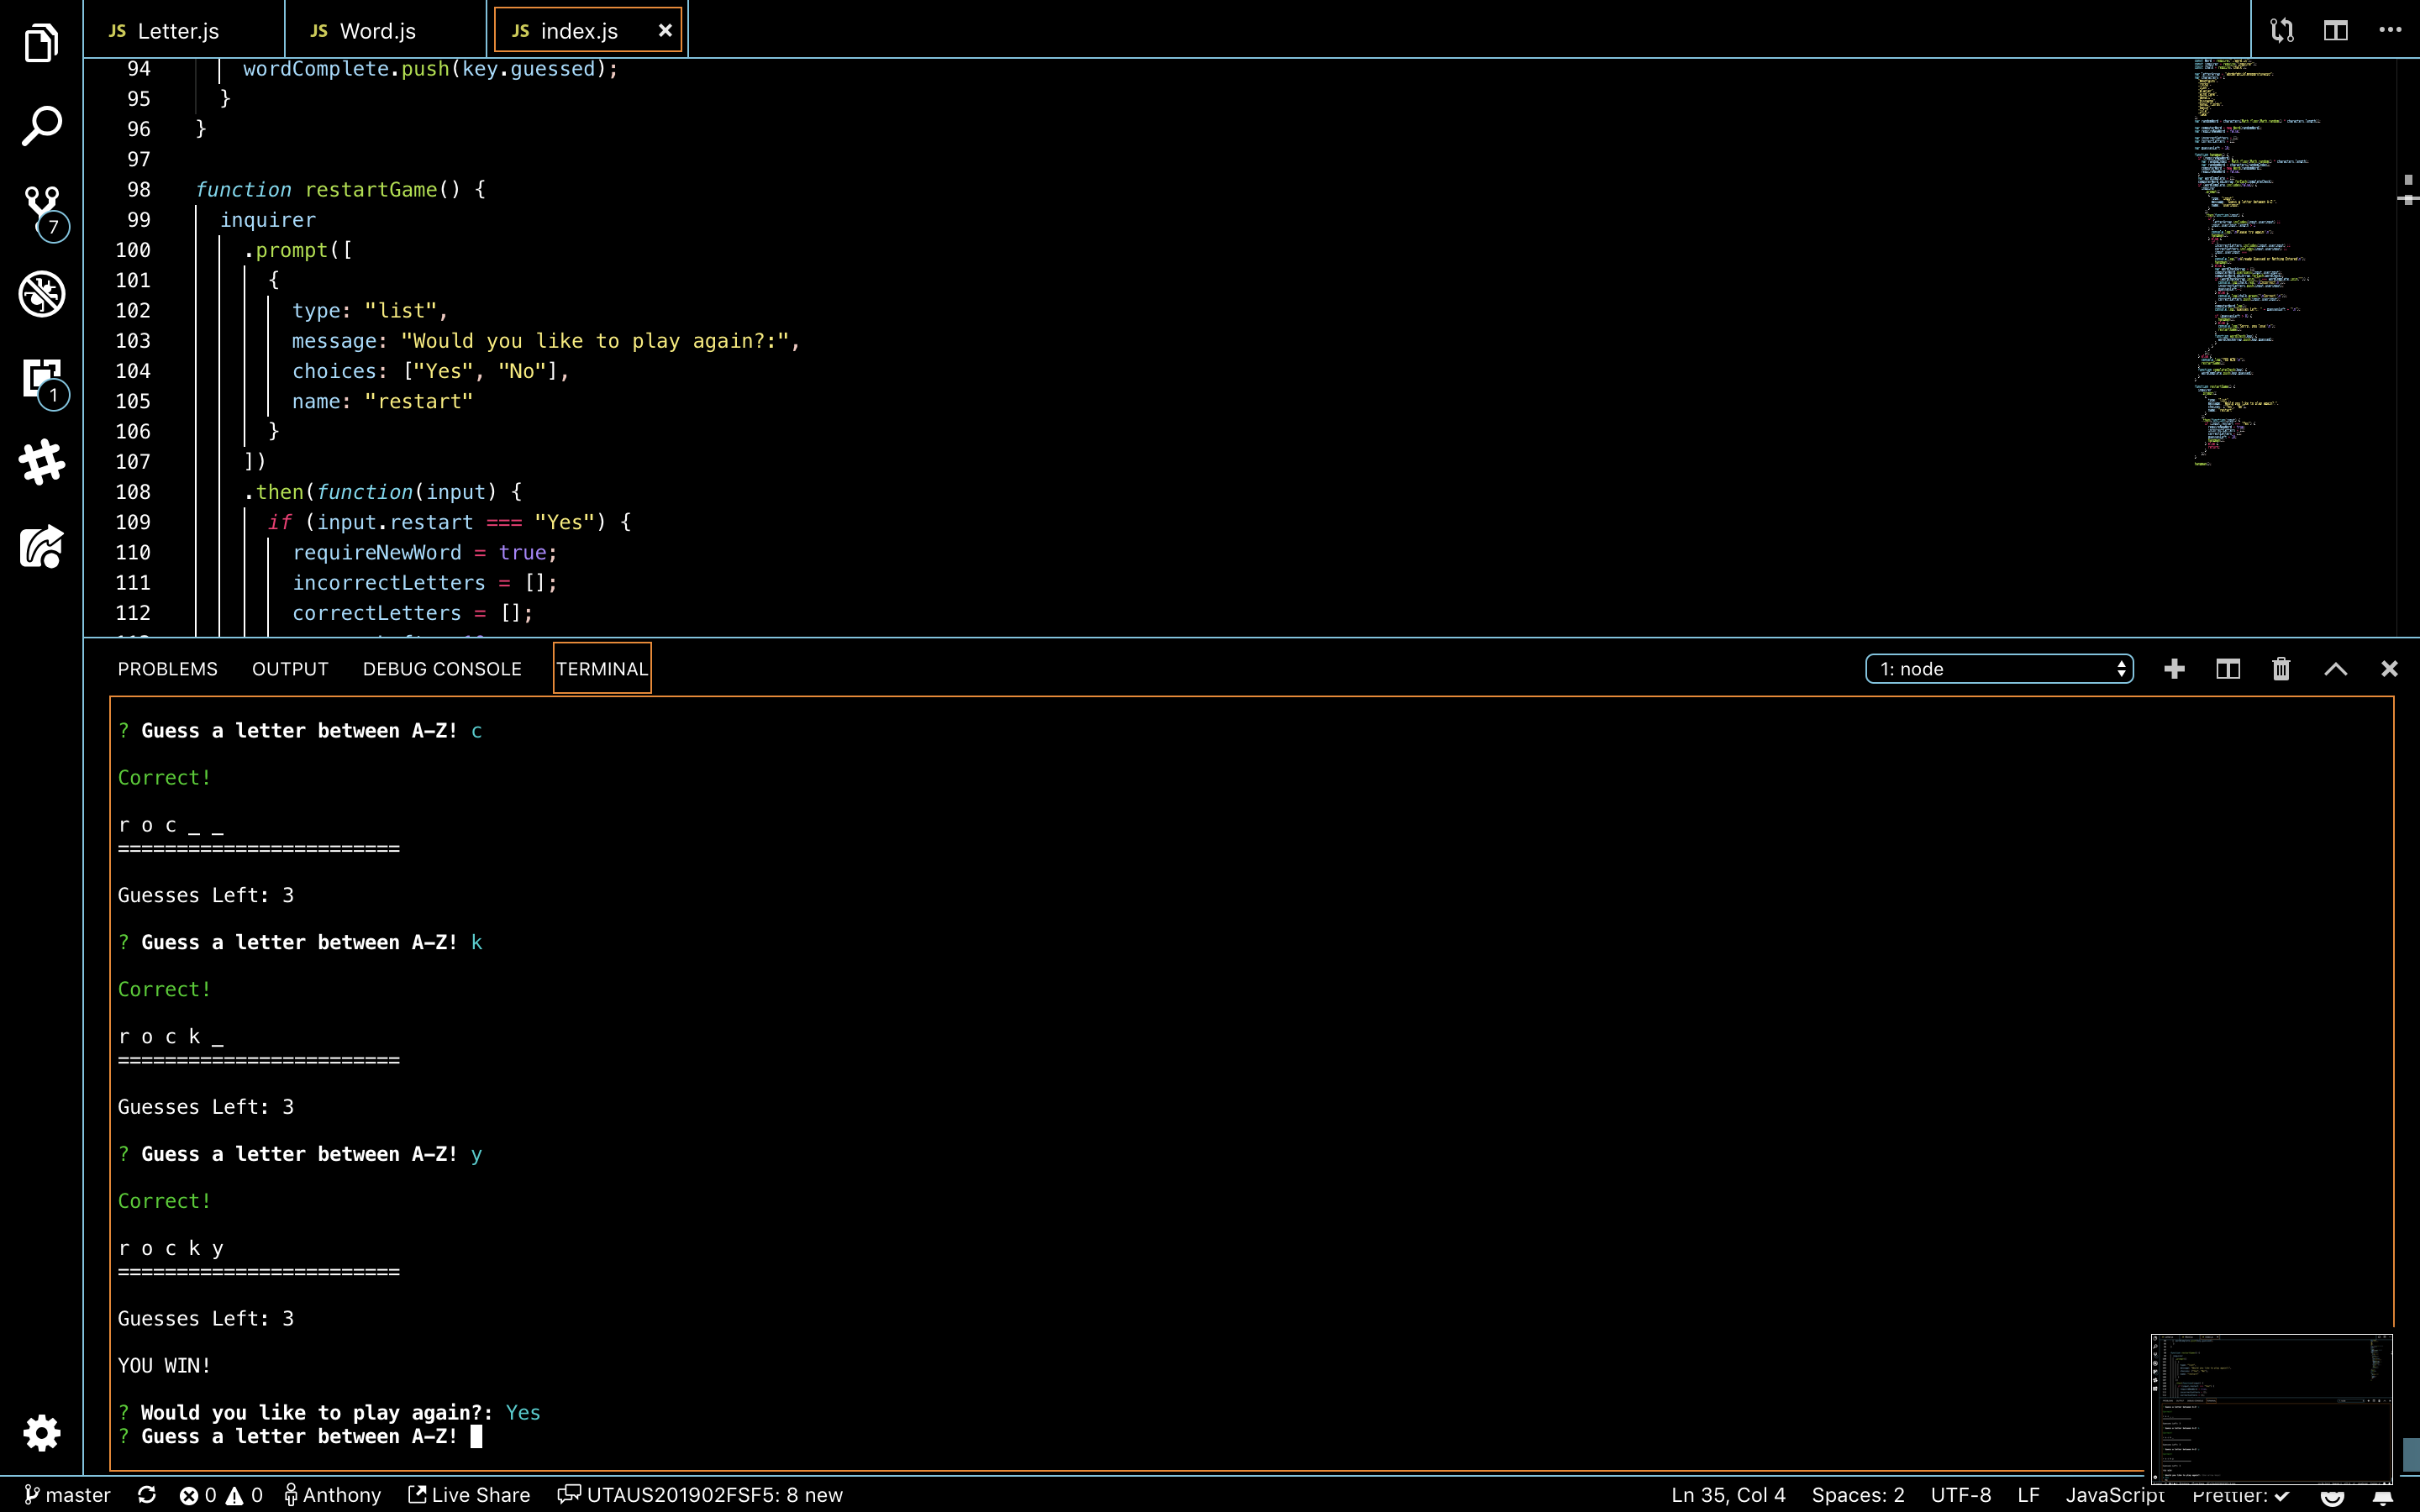 JS Letter.js JS Word.js JS index.js
94 wordComplete.push(key.guessed);
95 }
96 }
97
98 function restartGame() {
99 inquirer
100 .prompt([
101 {
102 type: "list",
103 message: "Would you like to play again?:",
104 choices: ["Yes", "No"],
105 name: "restart"
106 }
107 ])
108 .then(function(input) {
109 if (input.restart === "Yes") {
110 requireNewWord = true;
111 incorrectLetters = [];
112 correctLetters = [];
7
1
PROBLEMS OUTPUT DEBUG CONSOLE TERMINAL 1: node
? Guess a letter between A-Z! c
Correct!
r o c _ _
========================
Guesses Left: 3
? Guess a letter between A-Z! k
Correct!
r o c k _
========================
Guesses Left: 3
? Guess a letter between A-Z! y
Correct!
r o c k y
========================
Guesses Left: 3
YOU WIN!
? Would you like to play again?: Yes
? Guess a letter between A-Z!
master 0 0 Anthony Live Share UTAUS201902FSF5: 8 new Ln 35, Col 4 Spaces: 2 UTF-8 LF JavaScript Prettier: ✓